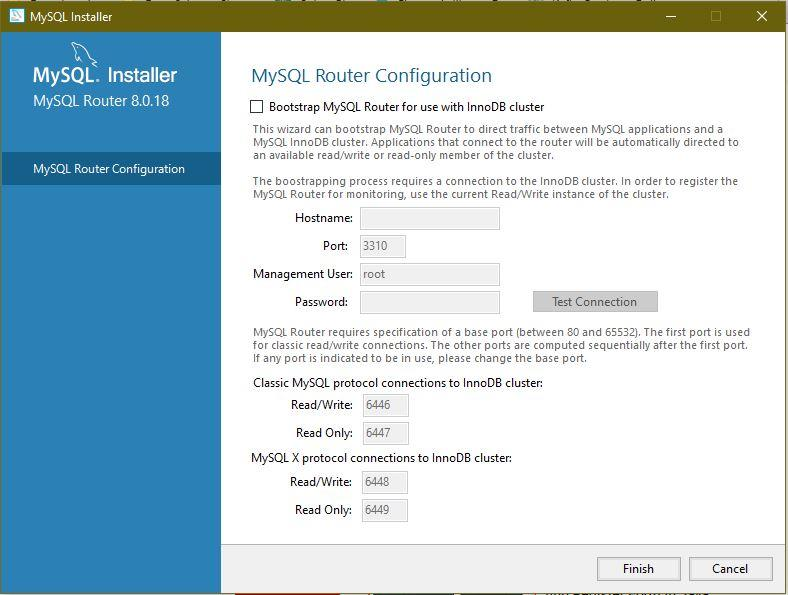 MySQL Installer
MySQL. Installer
MySQL Router 8.0.18
MySQL Router Configuration
MySQL Router Configuration
Bootstrap MySQL Router for use with InnoDB cluster
This wizard can bootstrap MySQL Router to direct traffic between MySQL applications and a
MySQL InnoDB cluster. Applications that connect to the router will be automatically directed to
an available read/write or read-only member of the cluster.
The boostrapping process requires a connection to the InnoDB cluster. In order to register the
MySQL Router for monitoring, use the current Read/Write instance of the cluster.
Hostname:
Port: 3310
Management User: root
Password: Test Connection
MySQL Router requires specification of a base port (between 80 and 65532). The first port is used
for classic read/write connections. The other ports are computed sequentially after the first port.
If any port is indicated to be in use, please change the base port.
Classic MySQL protocol connections to InnoDB cluster:
Read/Write: 6446
Read Only: 6447
MySQL X protocol connections to InnoDB cluster:
Read/Write: 6448
Read Only: 6449
Finish Cancel